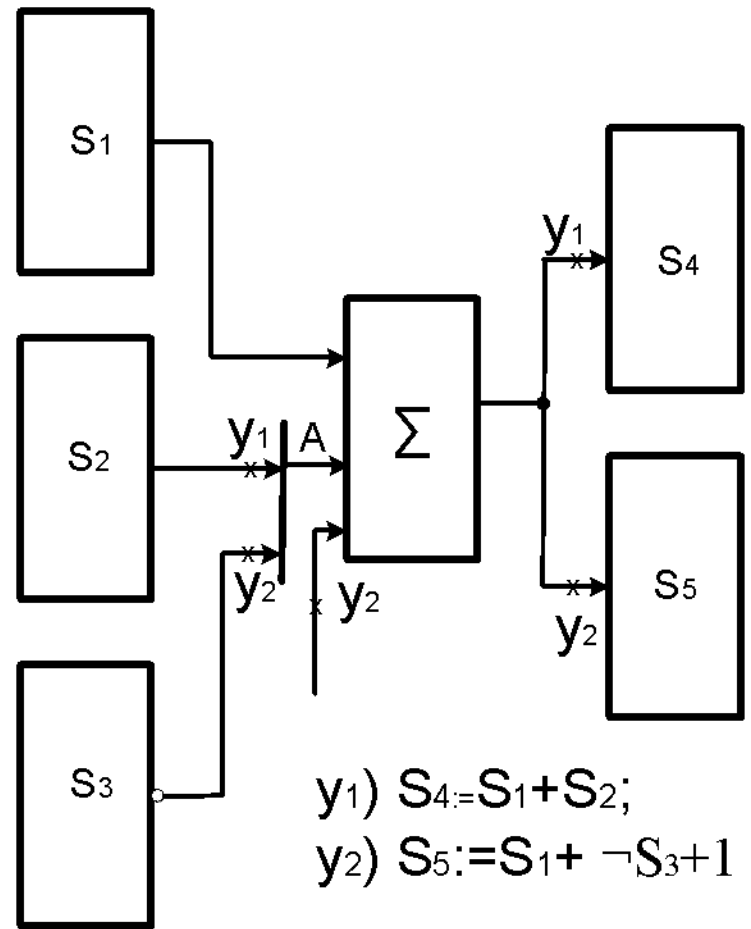 S1
y1
S4
y1
A
Σ
S2
y2
y2
S5
y2
S3
y1) S4:=S1+S2;
y2) S5:=S1+ ¬S3+1